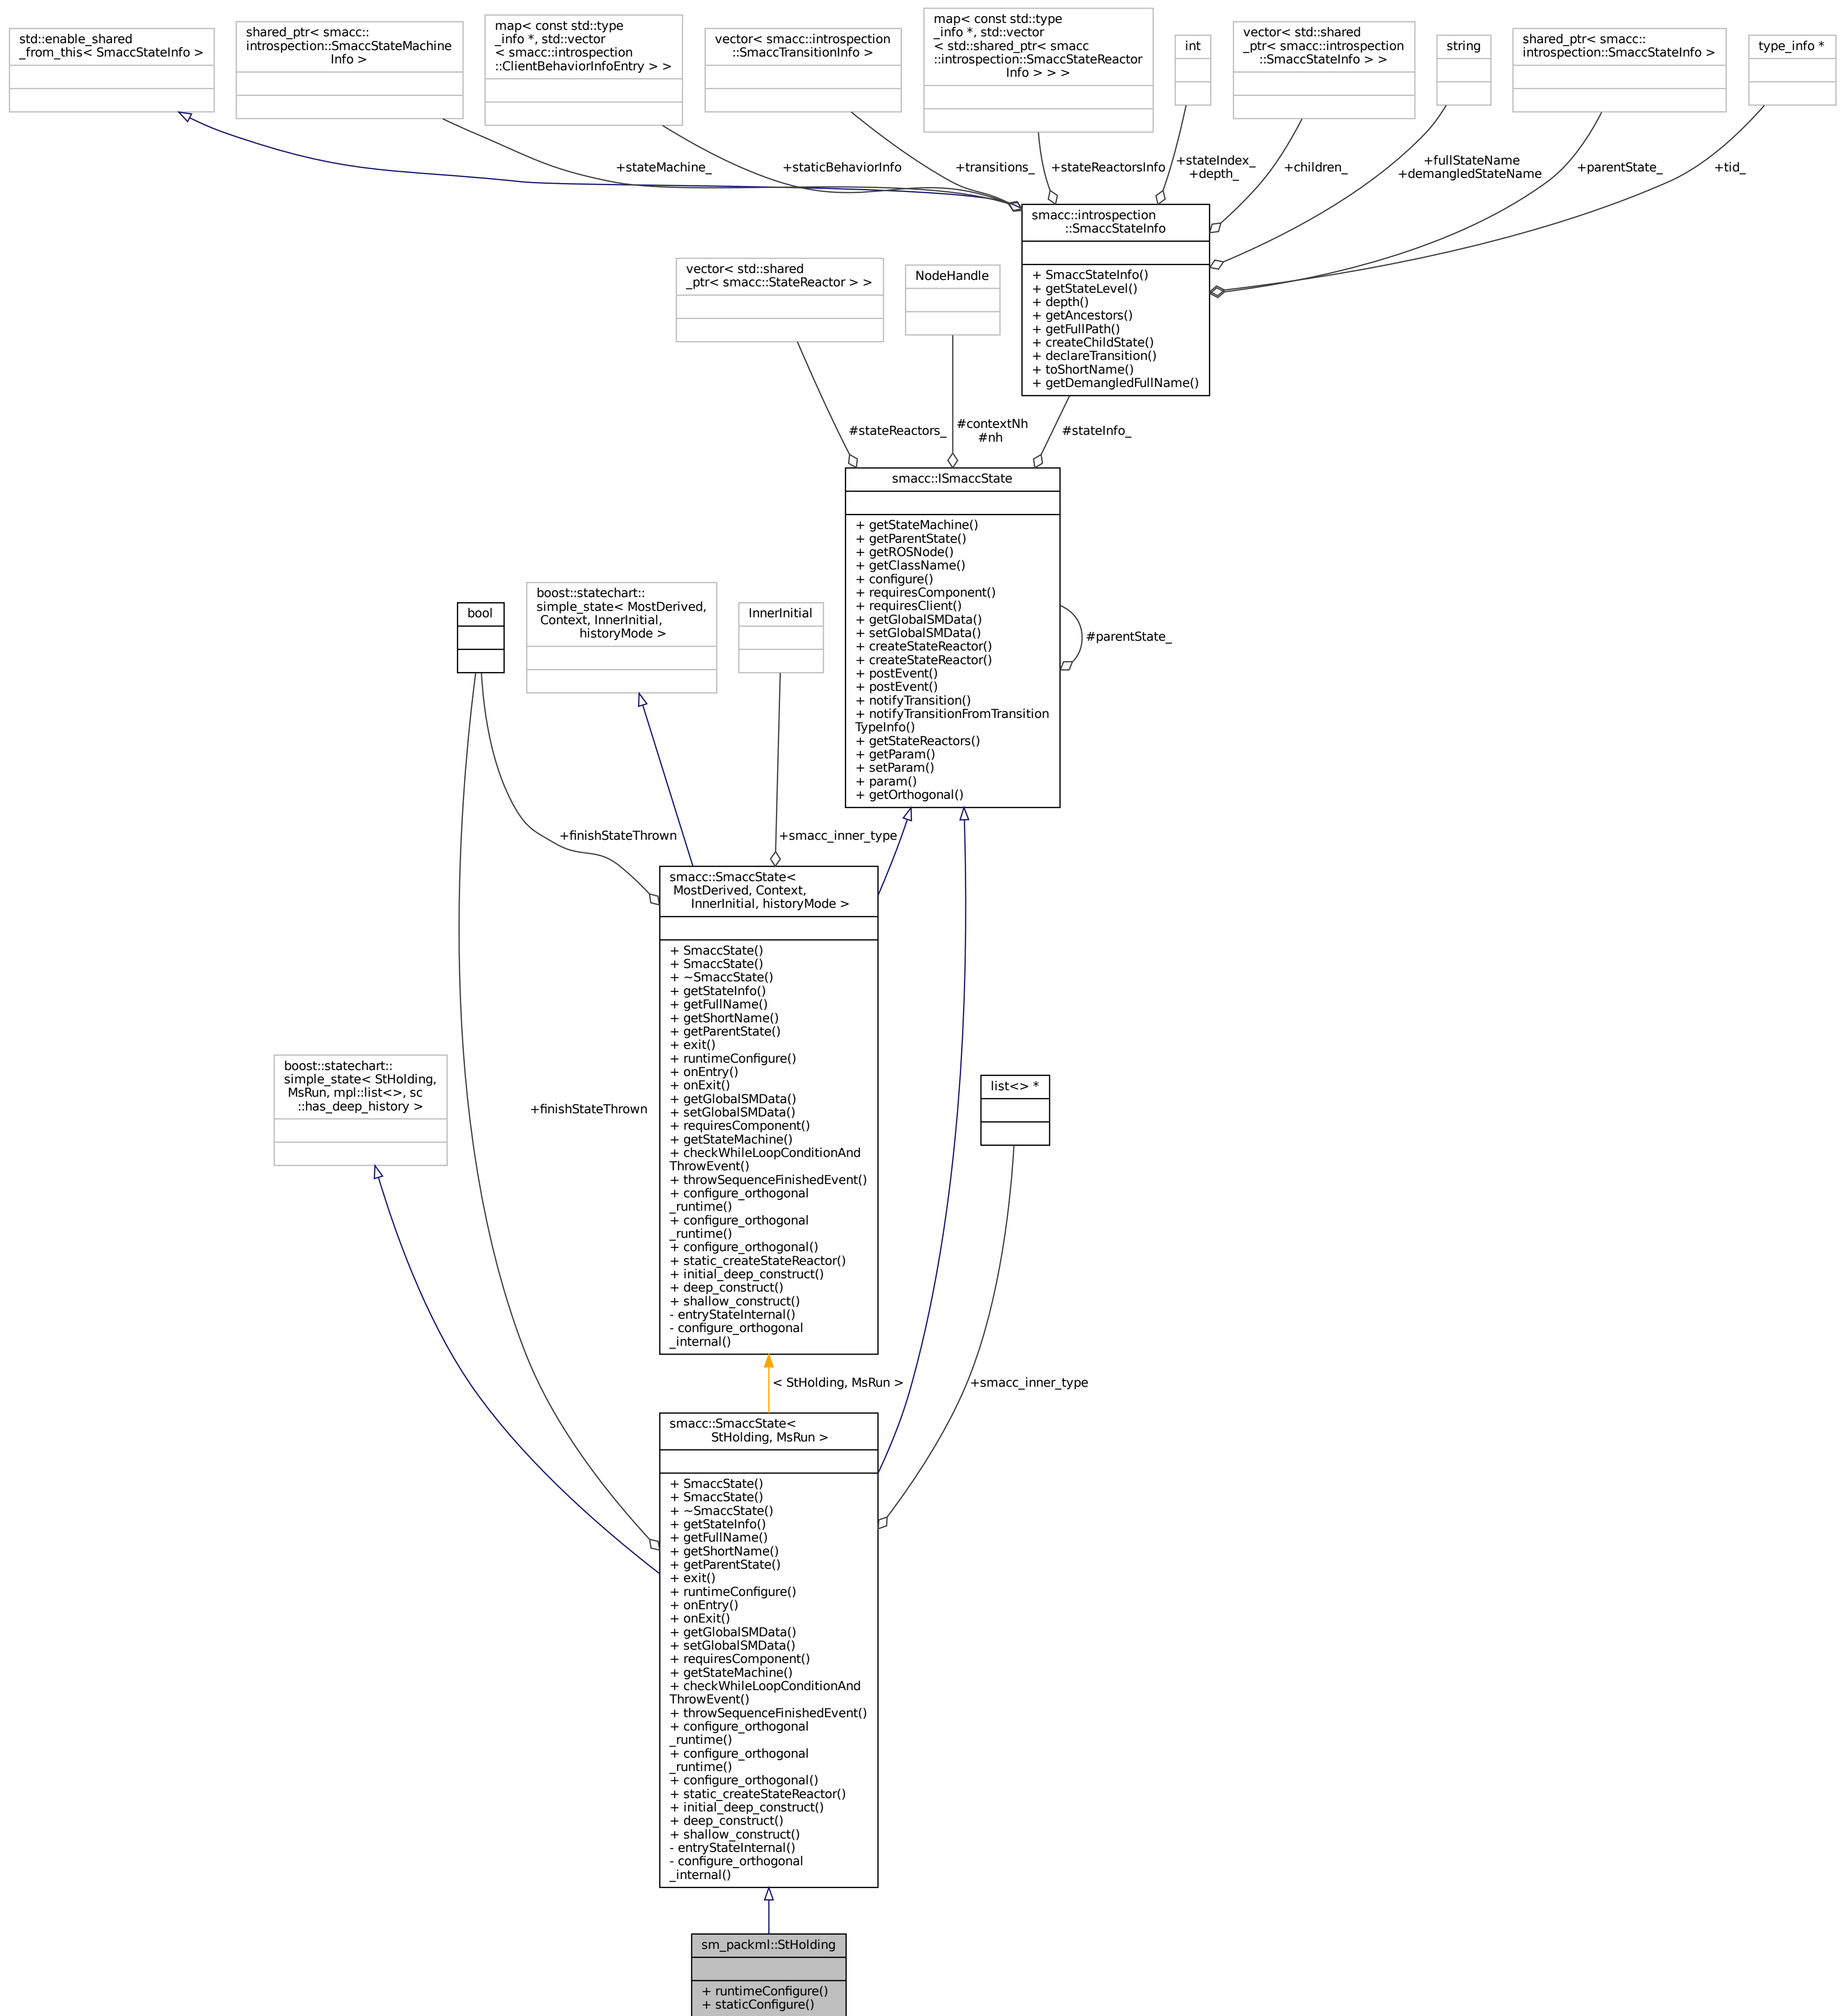 std::enable_shared
_from_this< SmaccStateInfo >
shared_ptr< smacc::
introspection::SmaccStateMachine
Info >
map< const std::type
_info *, std::vector
< smacc::introspection
::ClientBehaviorInfoEntry > >
vector< smacc::introspection
::SmaccTransitionInfo >
map< const std::type
_info *, std::vector
< std::shared_ptr< smacc
::introspection::SmaccStateReactor
Info > > >
int
vector< std::shared
_ptr< smacc::introspection
::SmaccStateInfo > >
string
shared_ptr< smacc::
introspection::SmaccStateInfo >
type_info *
+stateMachine_
+staticBehaviorInfo
+transitions_
+stateReactorsInfo
+stateIndex_
+depth_
+children_
+fullStateName
+demangledStateName
+parentState_
+tid_
smacc::introspection
::SmaccStateInfo
+ SmaccStateInfo()
+ getStateLevel()
+ depth()
+ getAncestors()
+ getFullPath()
+ createChildState()
+ declareTransition()
+ toShortName()
+ getDemangledFullName()
vector< std::shared
_ptr< smacc::StateReactor > >
NodeHandle
#stateReactors_
#contextNh
#nh
#stateInfo_
smacc::ISmaccState
+ getStateMachine()
+ getParentState()
+ getROSNode()
+ getClassName()
+ configure()
+ requiresComponent()
+ requiresClient()
+ getGlobalSMData()
+ setGlobalSMData()
+ createStateReactor()
+ createStateReactor()
+ postEvent()
+ postEvent()
+ notifyTransition()
+ notifyTransitionFromTransition
TypeInfo()
+ getStateReactors()
+ getParam()
+ setParam()
+ param()
+ getOrthogonal()
#parentState_
bool
boost::statechart::
simple_state< MostDerived,
Context, InnerInitial,
historyMode >
InnerInitial
+finishStateThrown
+smacc_inner_type
smacc::SmaccState<
MostDerived, Context,
InnerInitial, historyMode >
+ SmaccState()
+ SmaccState()
+ ~SmaccState()
+ getStateInfo()
+ getFullName()
+ getShortName()
+ getParentState()
+ exit()
+ runtimeConfigure()
+ onEntry()
+ onExit()
+ getGlobalSMData()
+ setGlobalSMData()
+ requiresComponent()
+ getStateMachine()
+ checkWhileLoopConditionAnd
ThrowEvent()
+ throwSequenceFinishedEvent()
+ configure_orthogonal
_runtime()
+ configure_orthogonal
_runtime()
+ configure_orthogonal()
+ static_createStateReactor()
+ initial_deep_construct()
+ deep_construct()
+ shallow_construct()
- entryStateInternal()
- configure_orthogonal
_internal()
boost::statechart::
simple_state< StHolding,
MsRun, mpl::list<>, sc
::has_deep_history >
+finishStateThrown
list<> *
< StHolding, MsRun >
+smacc_inner_type
smacc::SmaccState<
StHolding, MsRun >
+ SmaccState()
+ SmaccState()
+ ~SmaccState()
+ getStateInfo()
+ getFullName()
+ getShortName()
+ getParentState()
+ exit()
+ runtimeConfigure()
+ onEntry()
+ onExit()
+ getGlobalSMData()
+ setGlobalSMData()
+ requiresComponent()
+ getStateMachine()
+ checkWhileLoopConditionAnd
ThrowEvent()
+ throwSequenceFinishedEvent()
+ configure_orthogonal
_runtime()
+ configure_orthogonal
_runtime()
+ configure_orthogonal()
+ static_createStateReactor()
+ initial_deep_construct()
+ deep_construct()
+ shallow_construct()
- entryStateInternal()
- configure_orthogonal
_internal()
sm_packml::StHolding
+ runtimeConfigure()
+ staticConfigure()